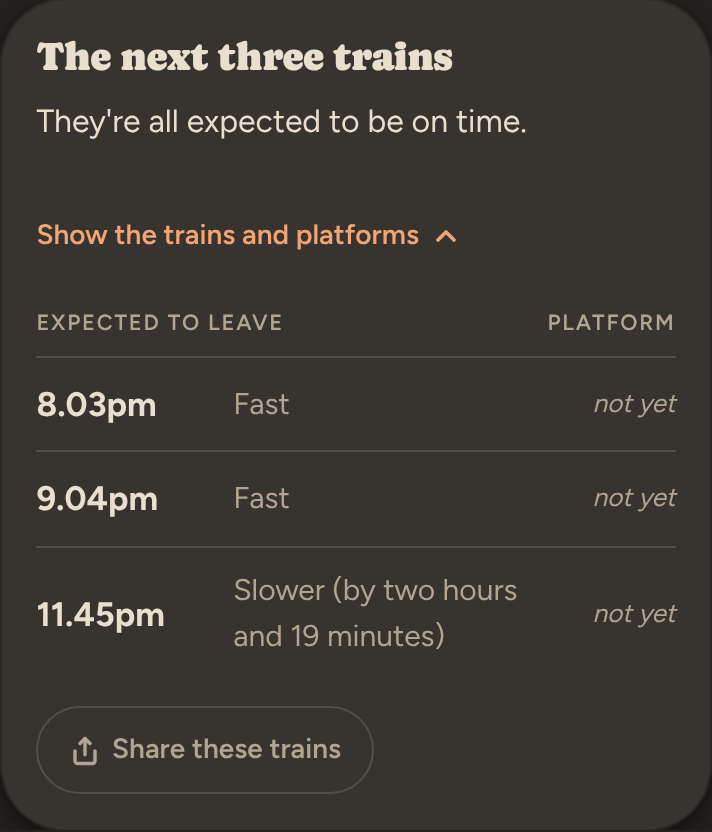 The next three trains
They're all expected to be on time.
Show the trains and platforms
EXPECTED TO LEAVE PLATFORM
8.03pm Fast not yet
9.04pm Fast not yet
11.45pm Slower (by two hours and 19 minutes) not yet
Share these trains